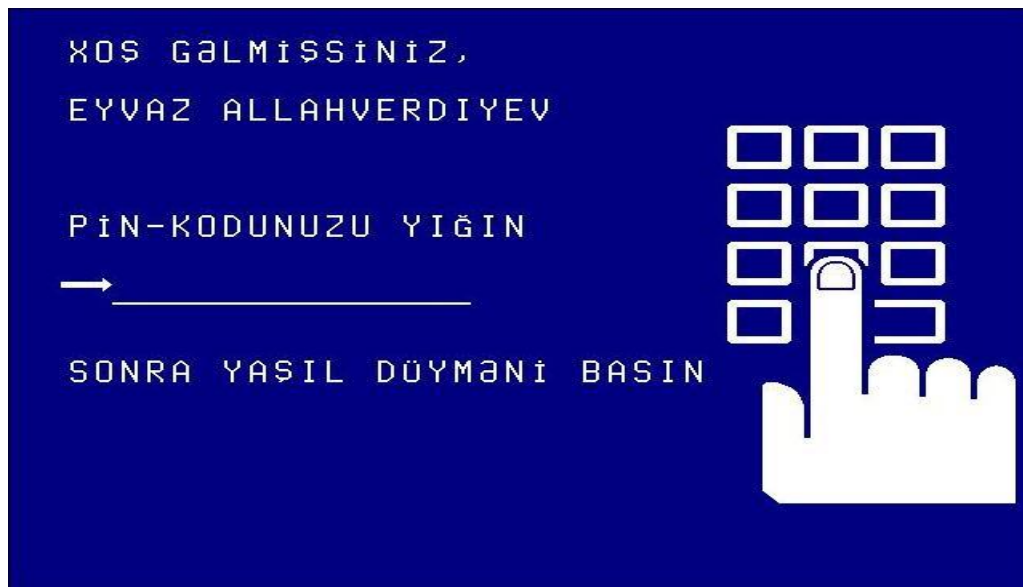 XOŞ GƏLMİŞSİNİZ,
EYVAZ ALLAHVERDIYEV
PİN-KODUNUZU YIĞIN
SONRA YAŞIL DÜYMƏNİ BASIN